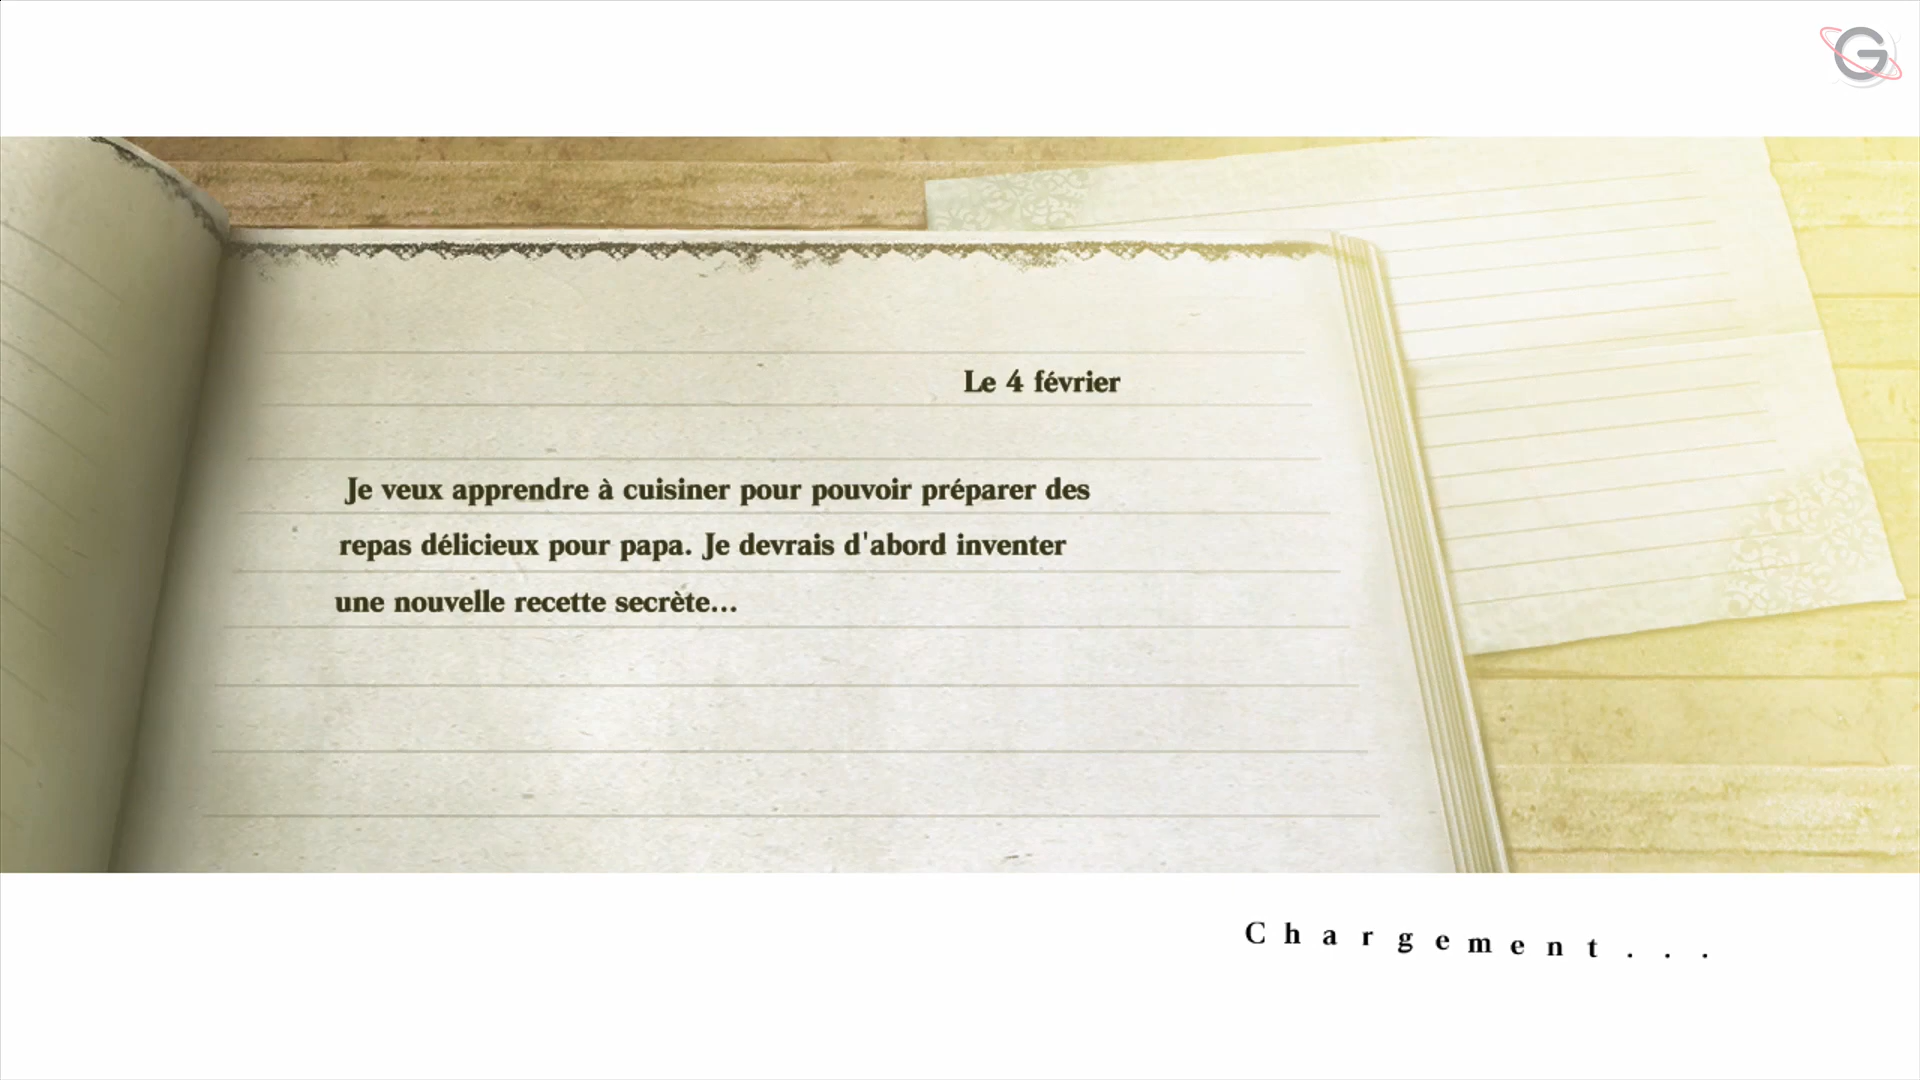 G
Le 4 février
Je veux apprendre à cuisiner pour pouvoir préparer des
repas délicieux pour papa. Je devrais d'abord inventer
une nouvelle recette secrète...
Chargement...